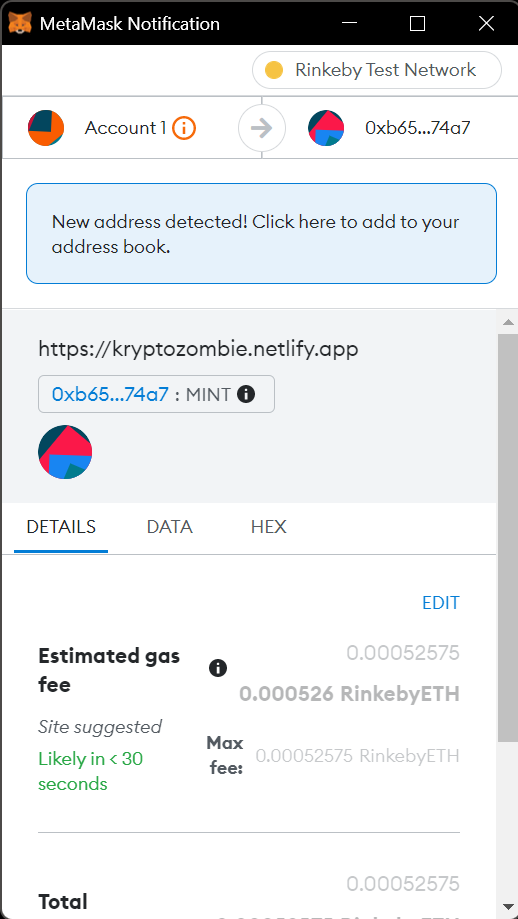 MetaMask Notification
Rinkeby Test Network
Account 1
0xb65...74a7
New address detected! Click here to add to your
address book.
https://kryptozombie.netlify.app
0xb65...74a7 : MINT
DETAILS DATA HEX
EDIT
Estimated gas
fee
0.00052575
0.000526 RinkebyETH
Site suggested
Likely in < 30
seconds
Max
fee:
0.00052575 RinkebyETH
Total
0.00052575